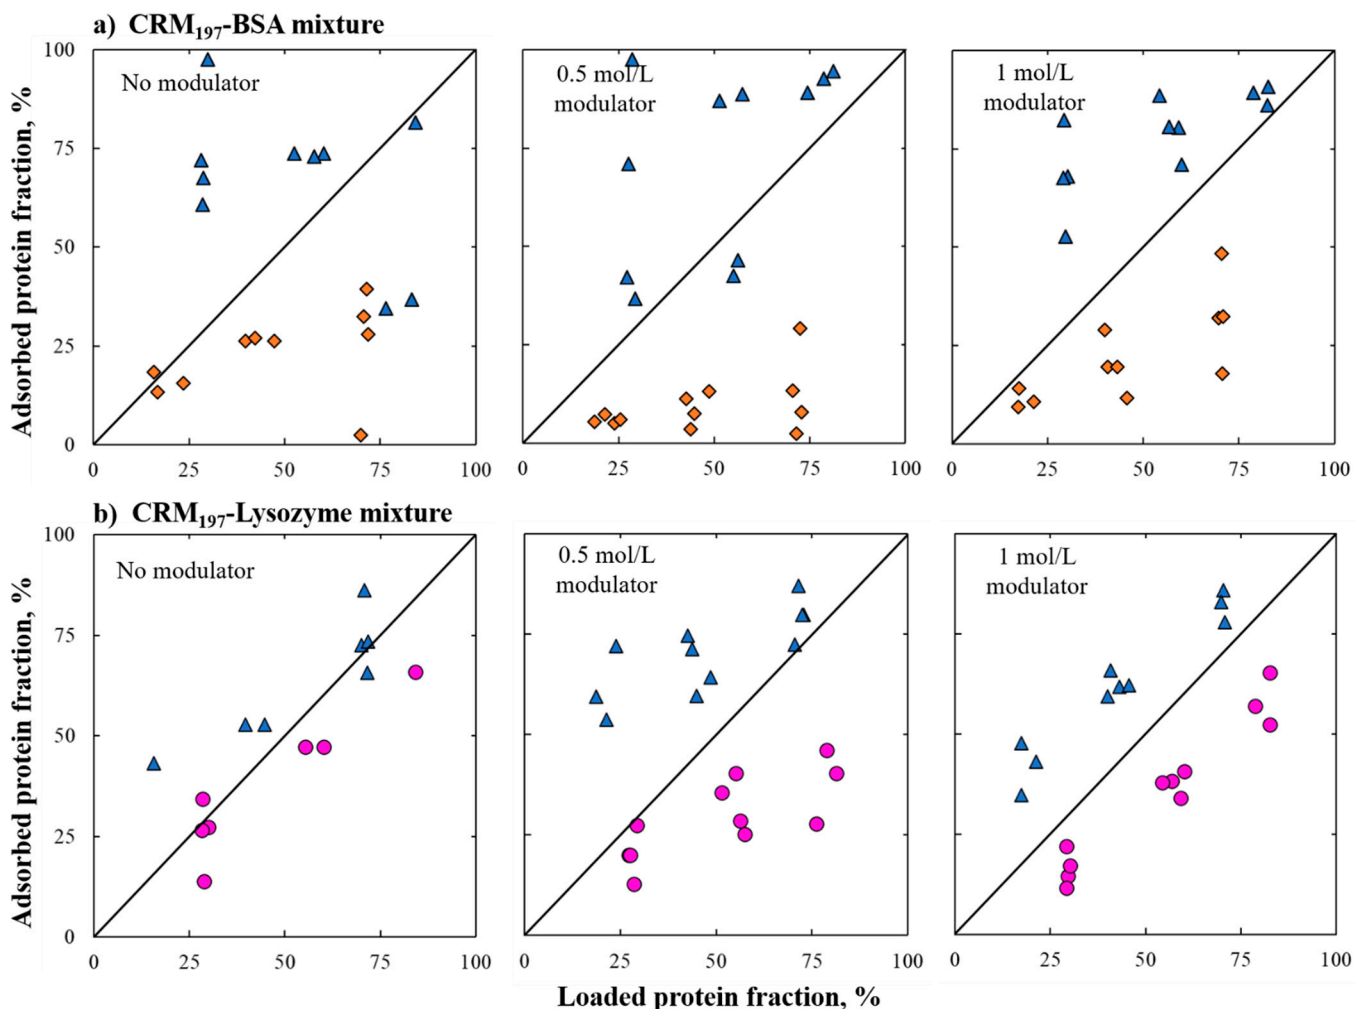 a) CRM₁₉₇-BSA mixture
Adsorbed protein fraction, %
100
75
50
25
0
No modulator
0 25 50 75 100
0.5 mol/L
modulator
25 50 75 100
1 mol/L
modulator
0 25 50 75 100
b) CRM₁₉₇-Lysozyme mixture
Adsorbed protein fraction, %
100
75
50
25
0
No modulator
0 25 50 75 100
0.5 mol/L
modulator
25 50 75 100
1 mol/L
modulator
0 25 50 75 100
Loaded protein fraction, %